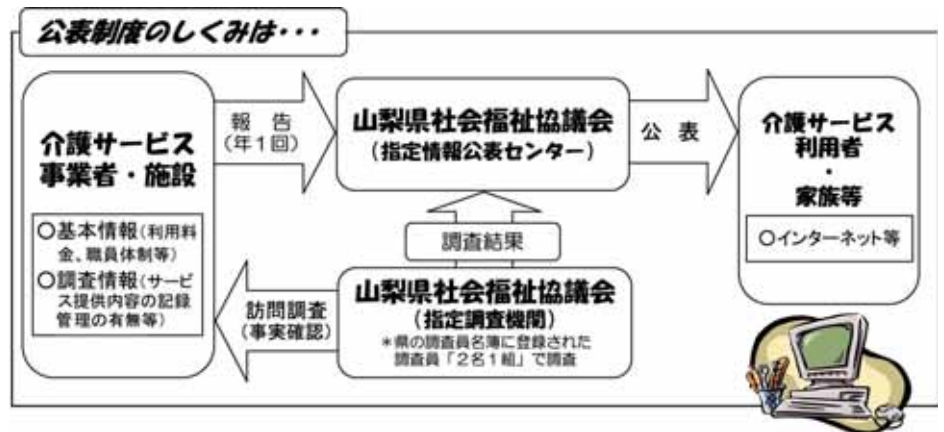 公表制度のしくみは・・・
介護サービス
事業者・施設
○基本情報(利用料
金、職員体制等)
○調査情報(サービ
ス提供内容の記録
管理の有無等)
報 告
(年1回)
山梨県社会福祉協議会
(指定情報公表センター)
公 表
介護サービス
利用者
・
家族等
○インターネット等
調査結果
訪問調査
(事実確認)
山梨県社会福祉協議会
(指定調査機関)
*県の調査員名簿に登録された
調査員「2名1組」で調査